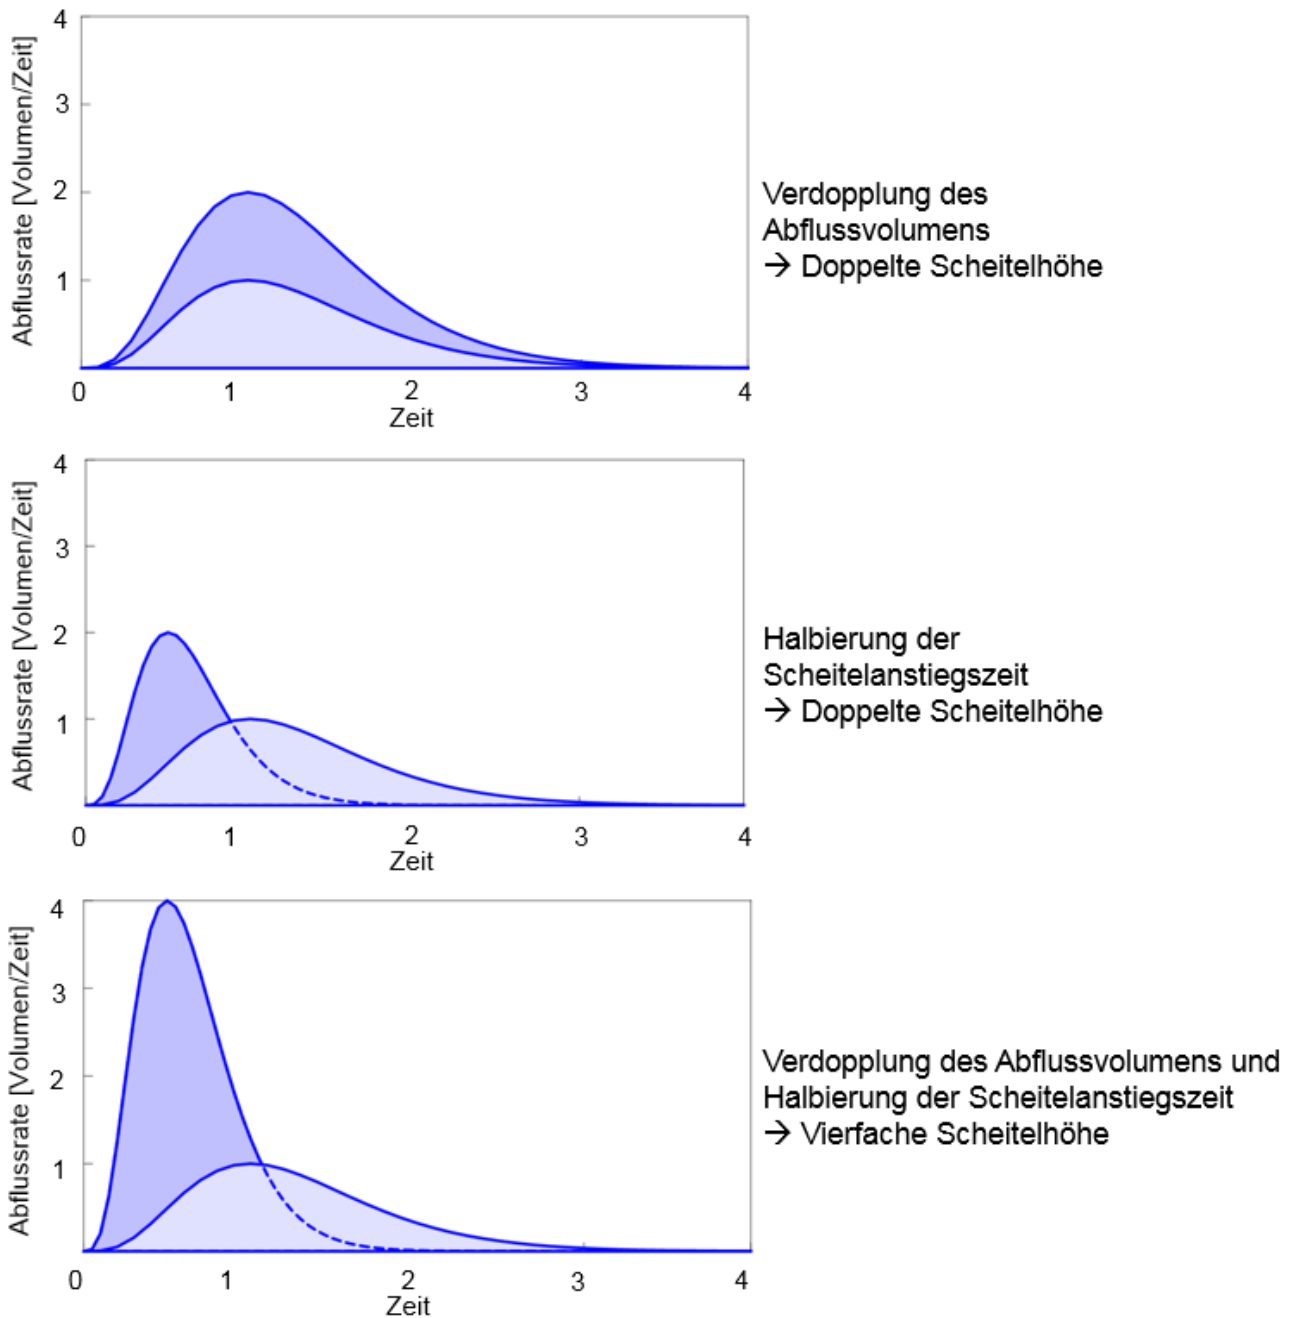 Abflussrate [Volumen/Zeit]
4
3
2
1
0 1 2 3 4
Zeit
Verdopplung des
Abflussvolumens
→ Doppelte Scheitelhöhe
Abflussrate [Volumen/Zeit]
4
3
2
1
0 1 2 3 4
Zeit
Halbierung der
Scheitelanstiegszeit
→ Doppelte Scheitelhöhe
Abflussrate [Volumen/Zeit]
4
3
2
1
0 1 2 3 4
Zeit
Verdopplung des Abflussvolumens und
Halbierung der Scheitelanstiegszeit
→ Vierfache Scheitelhöhe